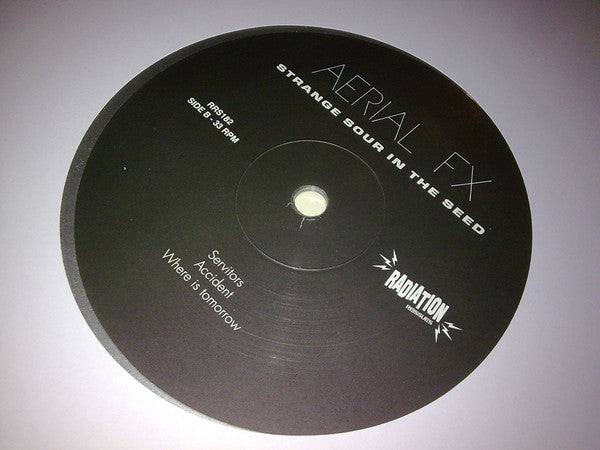 AERIAL FX
STRANGE SOUR IN THE SEED
RRS182
SIDE B - 33 RPM
RADIATION
Servitors
Accident
Where is tomorrow